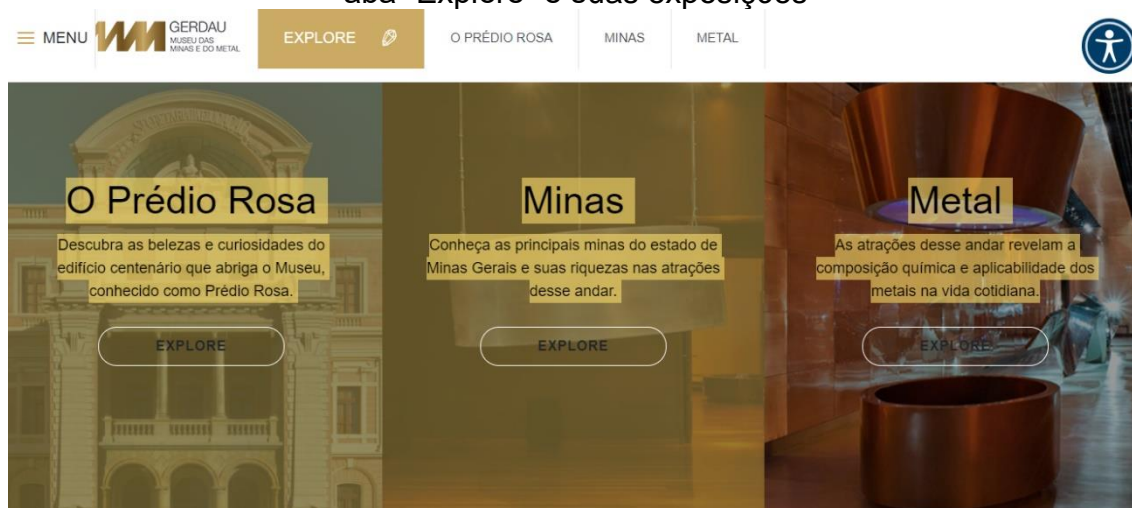 aba "Explore" e suas exposições
MENU
GERDAU
MUSEU DAS
MINAS E DO METAL
EXPLORE
O PRÉDIO ROSA
MINAS
METAL
O Prédio Rosa
Descubra as belezas e curiosidades do
edifício centenário que abriga o Museu,
conhecido como Prédio Rosa.
EXPLORE
Minas
Conheça as principais minas do estado de
Minas Gerais e suas riquezas nas atrações
desse andar.
EXPLORE
Metal
As atrações desse andar revelam a
composição química e aplicabilidade dos
metais na vida cotidiana.
EXPLORE